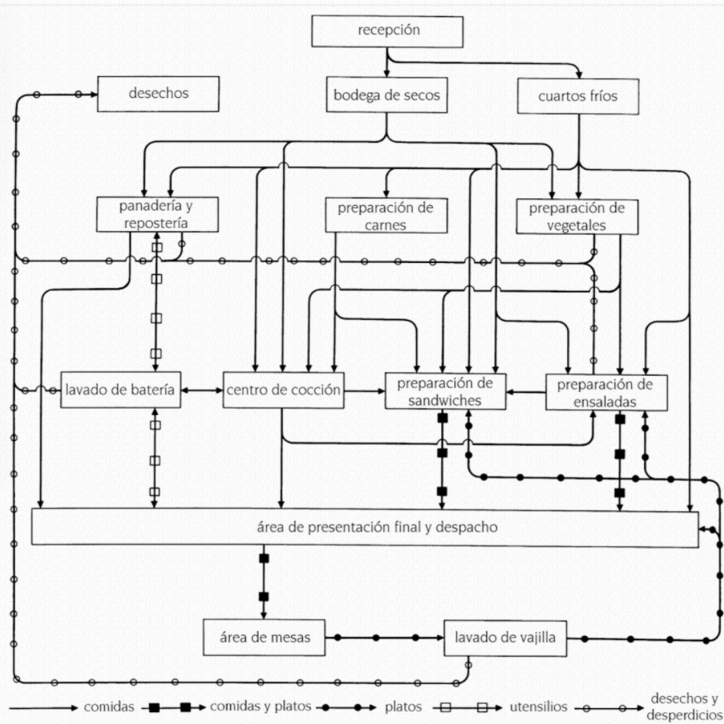 recepción
desechos
bodega de secos
cuartos fríos
panadería y
repostería
preparación de
carnes
preparación de
vegetales
lavado de batería
centro de cocción
preparación de
sandwiches
preparación de
ensaladas
área de presentación final y despacho
área de mesas
lavado de vajilla
comidas
comidas y platos
platos
utensilios
desechos y
desperdicios